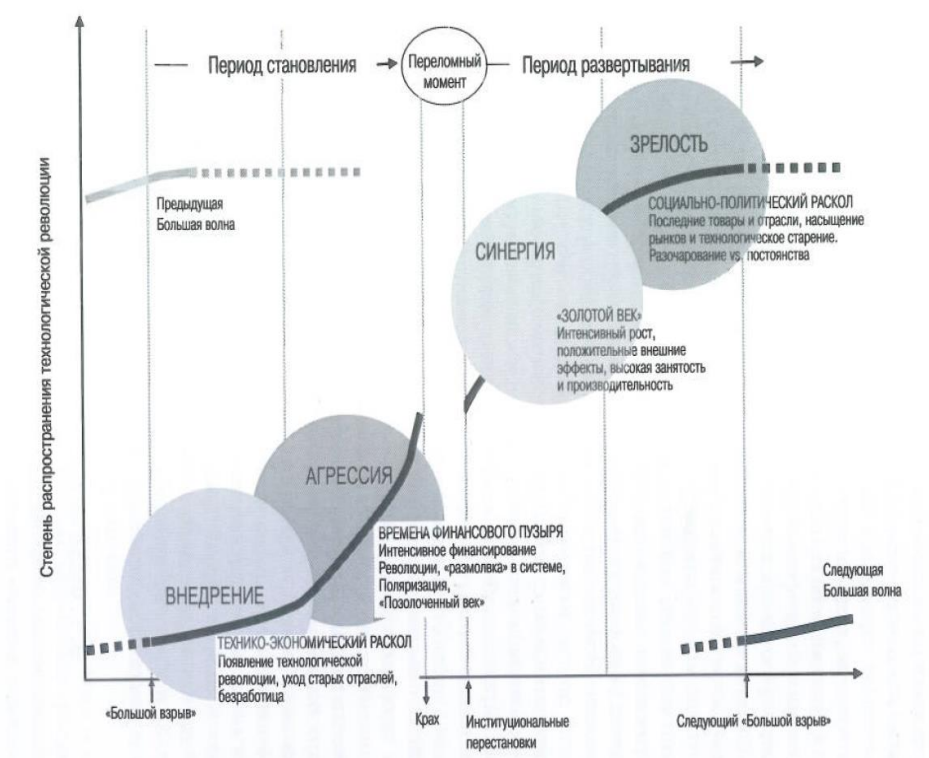 Период становления
Переломный
момент
Период развертывания
Степень распространения технологической революции
Предыдущая
Большая волна
ЗРЕЛОСТЬ
СОЦИАЛЬНО-ПОЛИТИЧЕСКИЙ РАСКОЛ
Последние товары и отрасли, насыщение
рынков и технологическое старение.
Разочарование vs. постоянства
СИНЕРГИЯ
«ЗОЛОТОЙ ВЕК»
Интенсивный рост,
положительные внешние
эффекты, высокая занятость
и производительность
АГРЕССИЯ
ВРЕМЕНА ФИНАНСОВОГО ПУЗЫРЯ
Интенсивное финансирование
Революции, «размолвка» в системе,
Поляризация,
«Позолоченный век»
ВНЕДРЕНИЕ
ТЕХНИКО-ЭКОНОМИЧЕСКИЙ РАСКОЛ
Появление технологической
революции, уход старых отраслей,
безработица
Следующая
Большая волна
«Большой взрыв»
Крах
Институциональные
перестановки
Следующий «Большой взрыв»